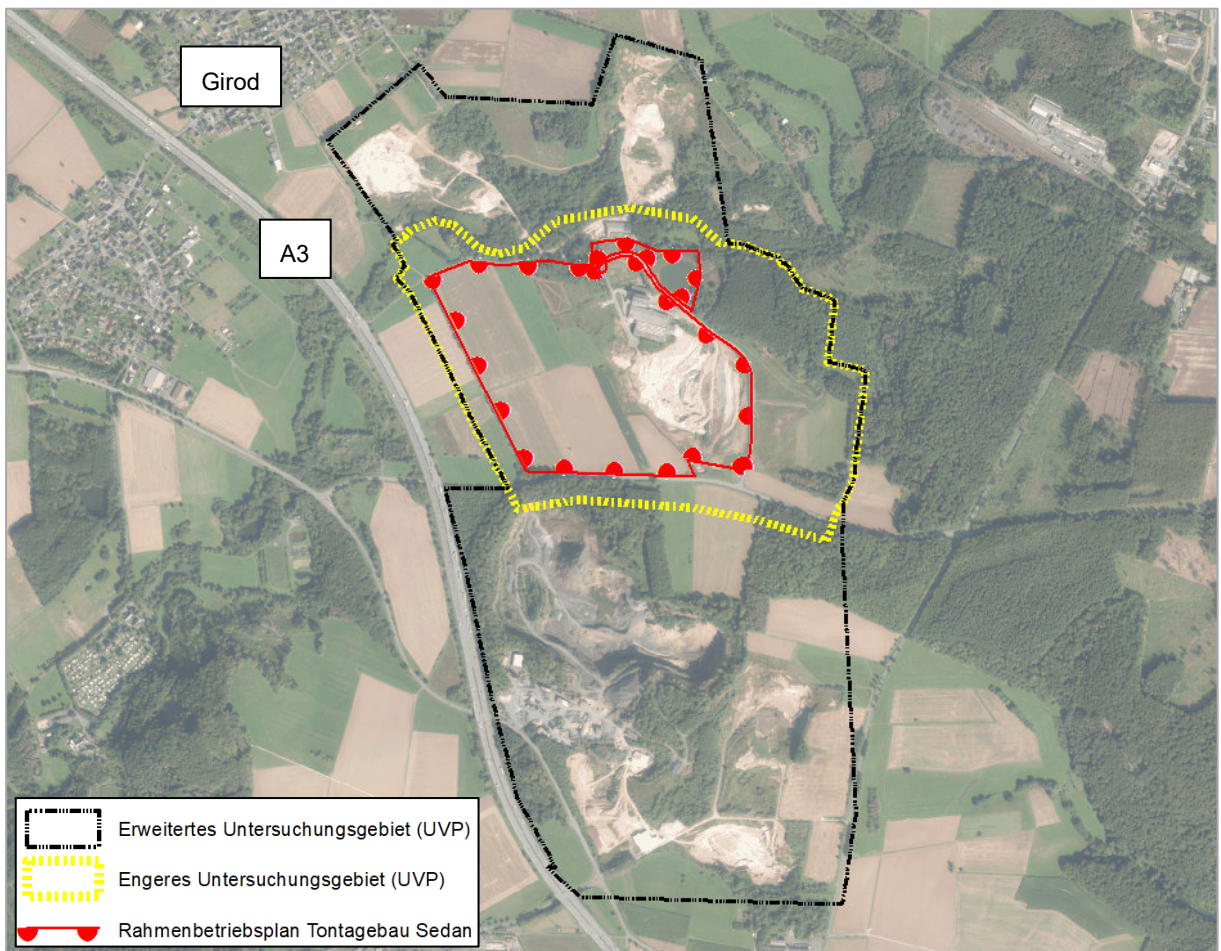 Girod
A3
Erweitertes Untersuchungsgebiet (UVP)
Engeres Untersuchungsgebiet (UVP)
Rahmenbetriebsplan Tontagebau Sedan